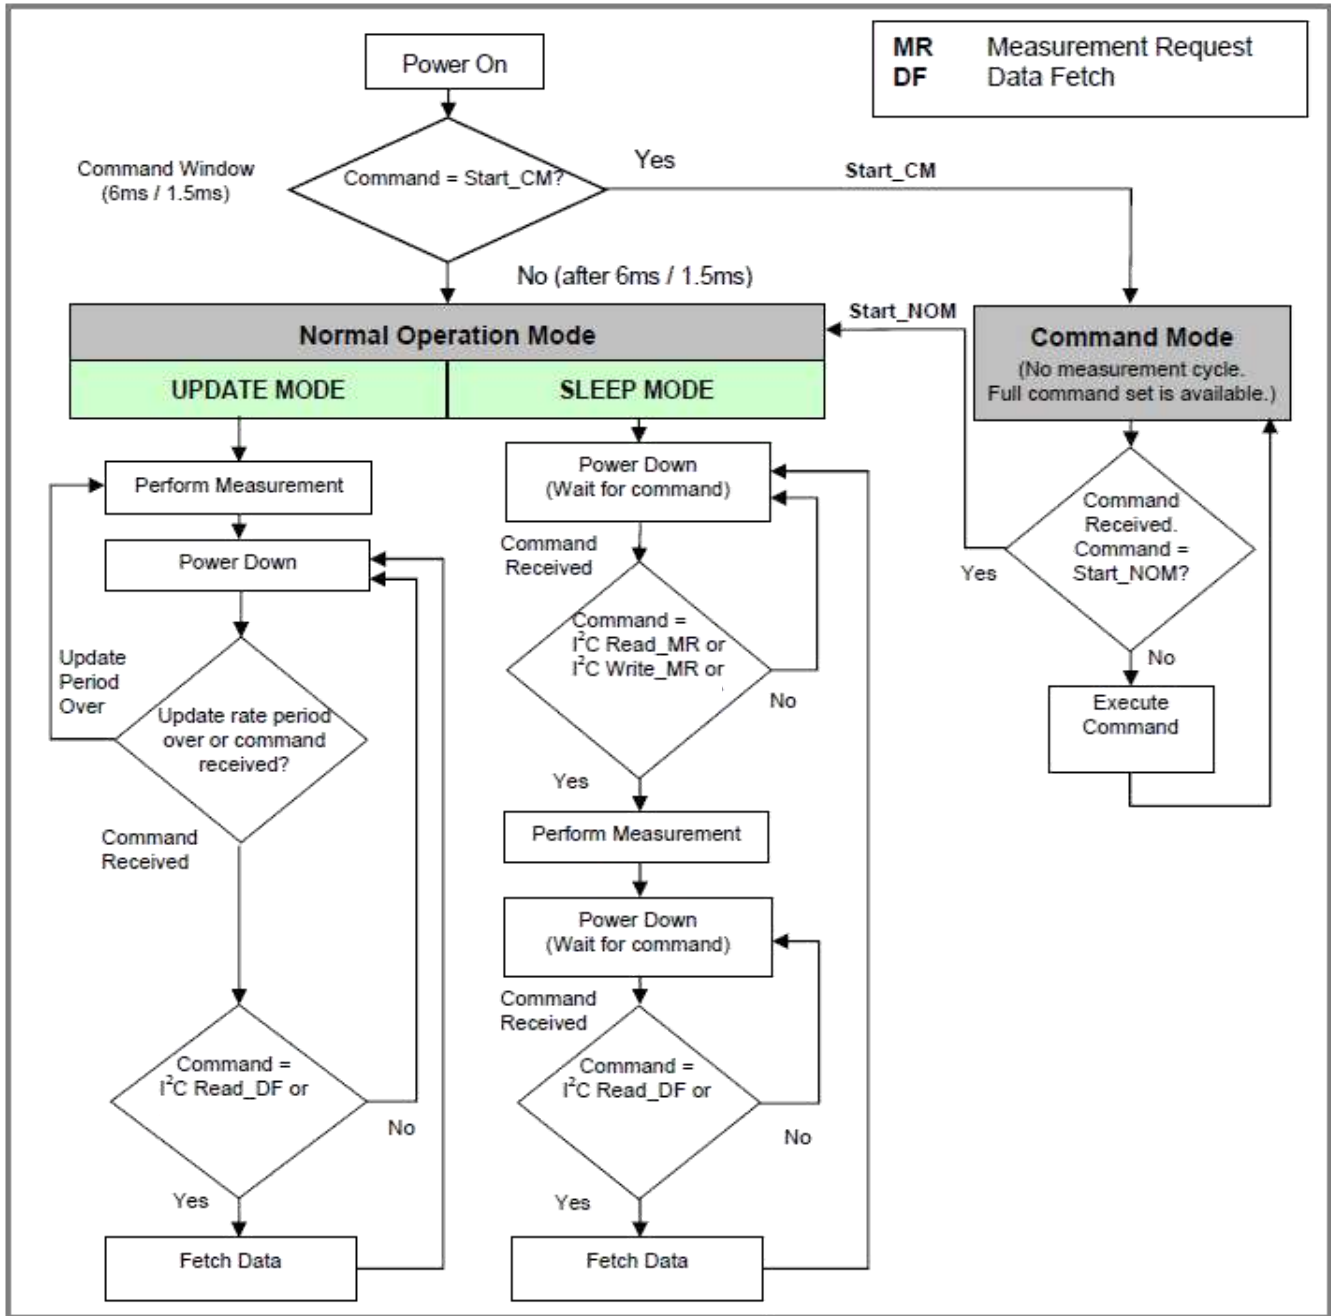 Power On
MR Measurement Request
DF Data Fetch
Command Window
(6ms / 1.5ms)
Command = Start_CM?
Yes
Start_CM
No (after 6ms / 1.5ms)
Normal Operation Mode
UPDATE MODE
SLEEP MODE
Start_NOM
Command Mode
(No measurement cycle.
Full command set is available.)
Perform Measurement
Power Down
Update
Period
Over
Update rate period
over or command
received?
Command
Received
Command =
I²C Read_DF or
No
Yes
Fetch Data
Power Down
(Wait for command)
Command
Received
Command =
I²C Read_MR or
I²C Write_MR or
No
Yes
Perform Measurement
Power Down
(Wait for command)
Command
Received
Command =
I²C Read_DF or
No
Yes
Fetch Data
Command
Received.
Command =
Start_NOM?
Yes
No
Execute
Command